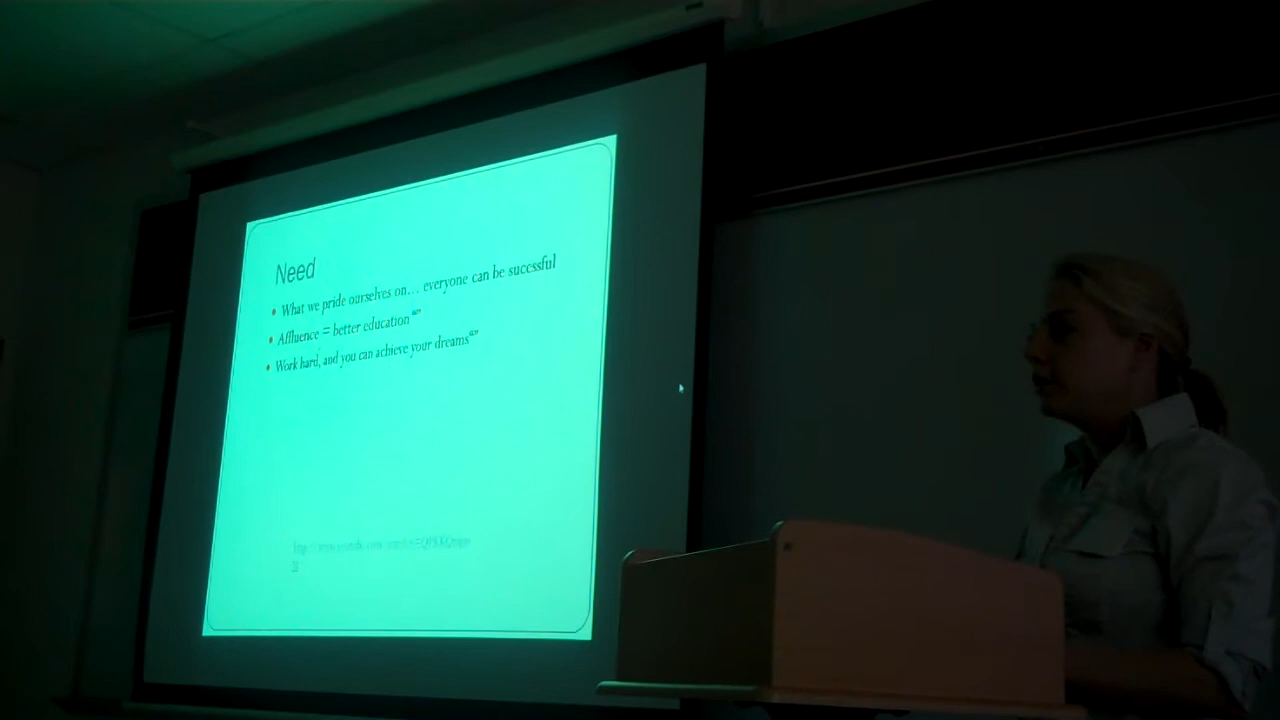 Need
What we pride ourselves on... everyone can be successful
Affluence = better education“”
Work hard, and you can achieve your dreams“”